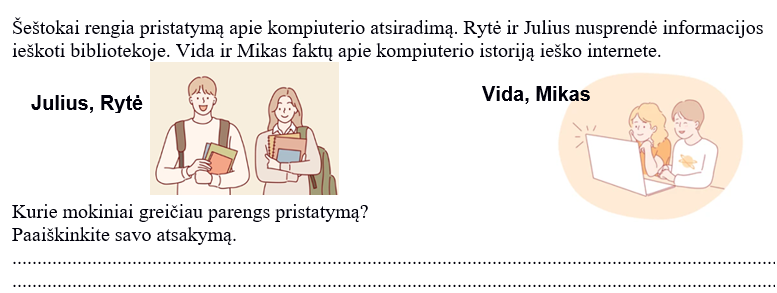 Šeštokai rengia pristatymą apie kompiuterio atsiradimą. Rytė ir Julius nusprendė informacijos
ieškoti bibliotekoje. Vida ir Mikas faktų apie kompiuterio istoriją ieško internete.
Julius, Rytė
Vida, Mikas
Kurie mokiniai greičiau parengs pristatymą?
Paaiškinkite savo atsakymą.